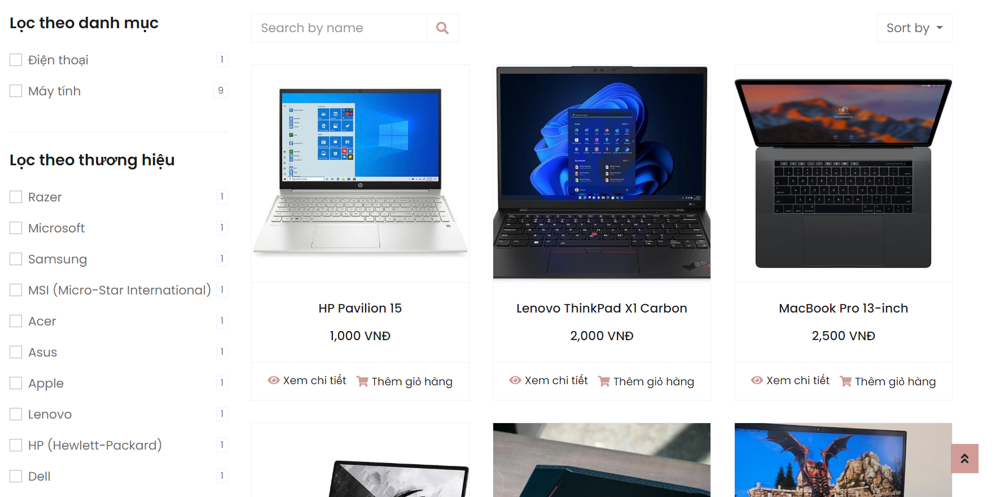 Lọc theo danh mục
Điện thoại 1
Máy tính 9
Lọc theo thương hiệu
Razer 1
Microsoft 1
Samsung 1
MSI (Micro-Star International) 1
Acer 1
Asus 1
Apple 1
Lenovo 1
HP (Hewlett-Packard) 1
Dell 1
Search by name
Sort by
HP Pavilion 15
1,000 VNĐ
Xem chi tiết Thêm giỏ hàng
Lenovo ThinkPad X1 Carbon
2,000 VNĐ
Xem chi tiết Thêm giỏ hàng
MacBook Pro 13-inch
2,500 VNĐ
Xem chi tiết Thêm giỏ hàng